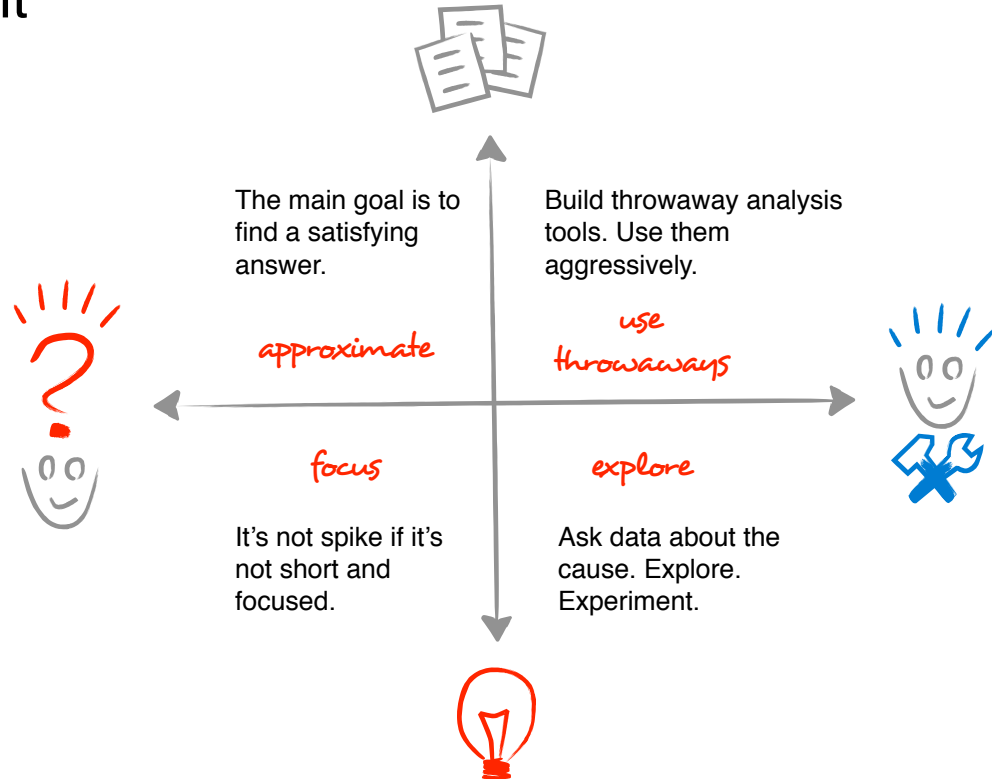 The main goal is to
find a satisfying
answer.
Build throwaway analysis
tools. Use them
aggressively.
approximate
use
throwaways
focus
explore
It’s not spike if it’s
not short and
focused.
Ask data about the
cause. Explore.
Experiment.